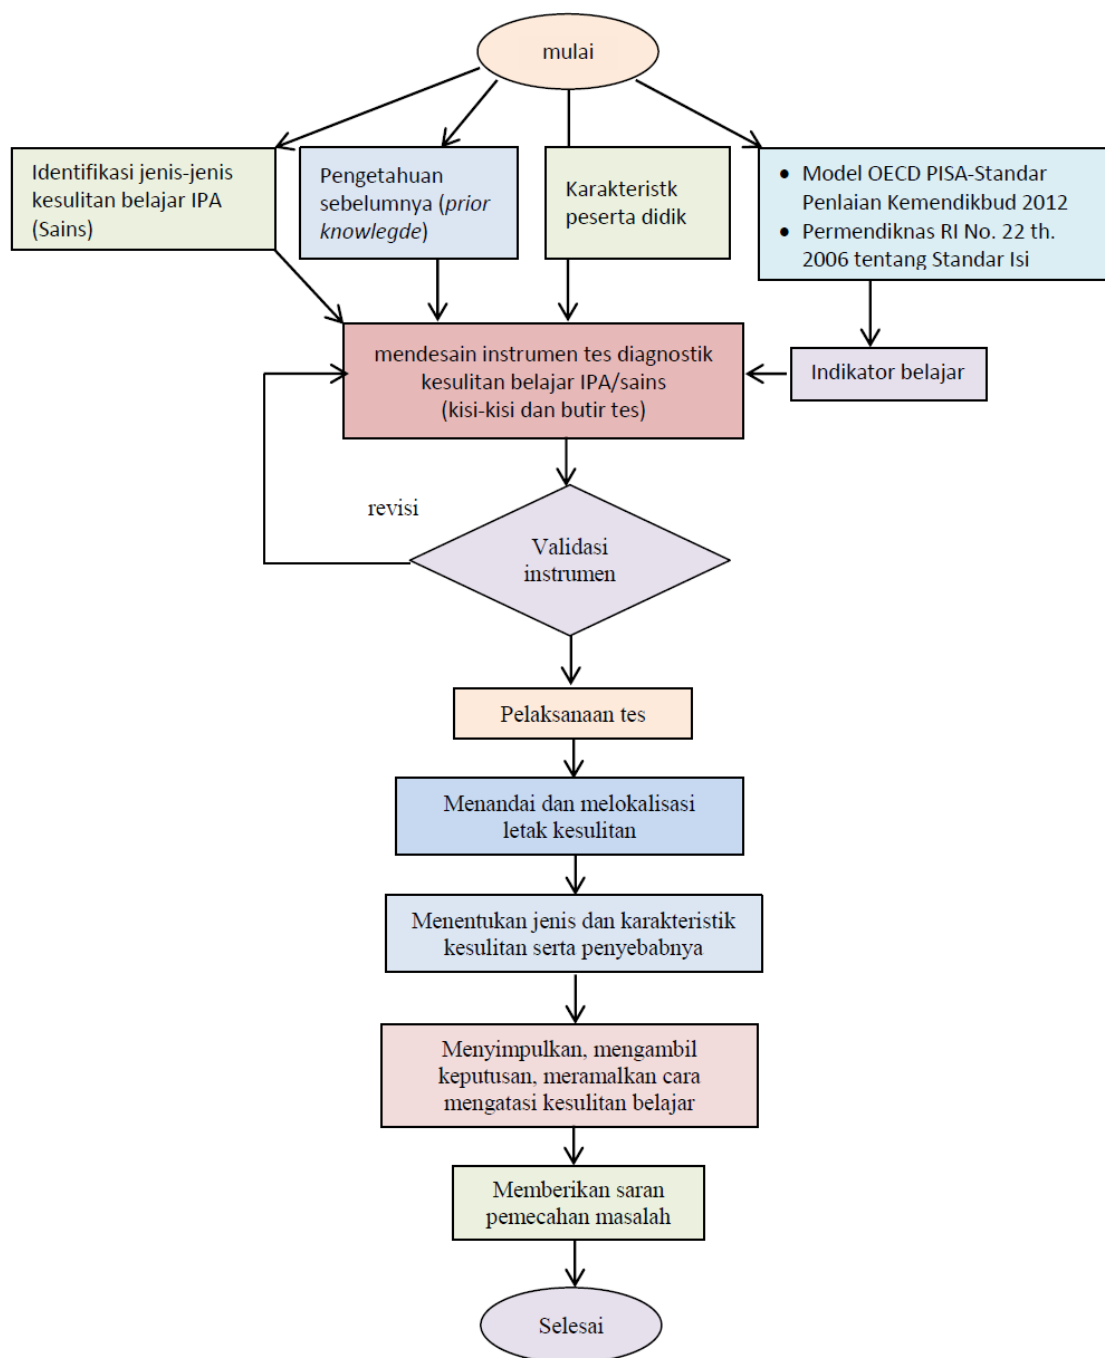 mulai
Identifikasi jenis-jenis
kesulitan belajar IPA
(Sains)
Pengetahuan
sebelumnya (prior
knowlegde)
Karakteristk
peserta didik
• Model OECD PISA-Standar
Penlaian Kemendikbud 2012
• Permendiknas RI No. 22 th.
2006 tentang Standar Isi
mendesain instrumen tes diagnostik
kesulitan belajar IPA/sains
(kisi-kisi dan butir tes)
Indikator belajar
revisi
Validasi
instrumen
Pelaksanaan tes
Menandai dan melokalisasi
letak kesulitan
Menentukan jenis dan karakteristik
kesulitan serta penyebabnya
Menyimpulkan, mengambil
keputusan, meramalkan cara
mengatasi kesulitan belajar
Memberikan saran
pemecahan masalah
Selesai